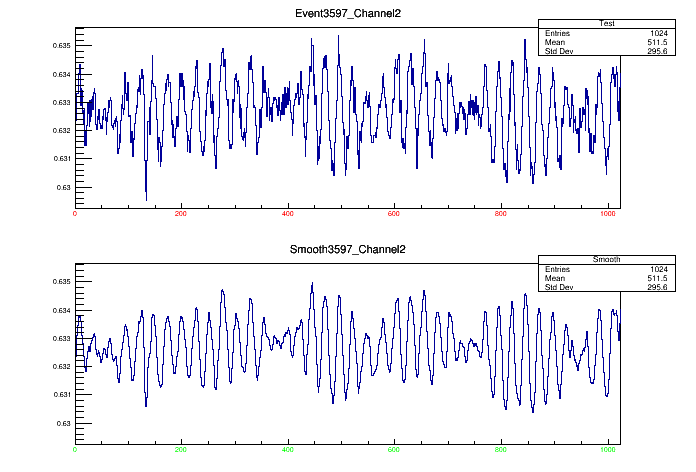 Event3597_Channel2
Test
Entries 1024
Mean 511.5
Std Dev 295.6
0.635
0.634
0.633
0.632
0.631
0.63
0 200 400 600 800 1000
Smooth3597_Channel2
Smooth
Entries 1024
Mean 511.5
Std Dev 295.6
0.635
0.634
0.633
0.632
0.631
0.63
0 200 400 600 800 1000